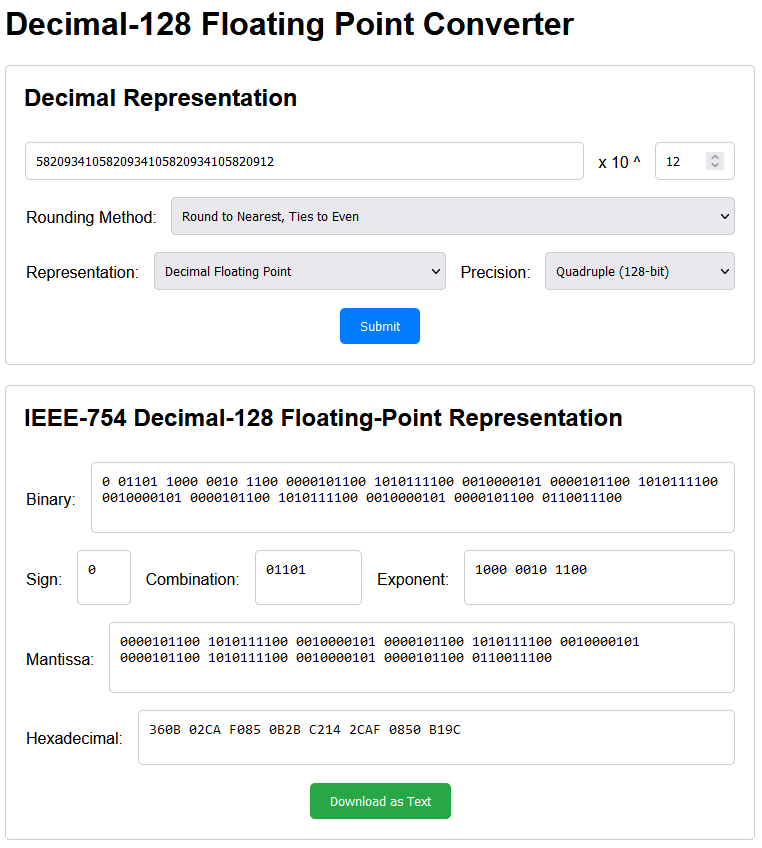 Decimal-128 Floating Point Converter
Decimal Representation
5820934105820934105820934105820912 x 10 ^ 12
Rounding Method: Round to Nearest, Ties to Even
Representation: Decimal Floating Point Precision: Quadruple (128-bit)
Submit
IEEE-754 Decimal-128 Floating-Point Representation
Binary: 0 01101 1000 0010 1100 0000101100 1010111100 0010000101 0000101100 1010111100
0010000101 0000101100 1010111100 0010000101 0000101100 0110011100
Sign: 0 Combination: 01101 Exponent: 1000 0010 1100
Mantissa: 0000101100 1010111100 0010000101 0000101100 1010111100 0010000101
0000101100 1010111100 0010000101 0000101100 0110011100
Hexadecimal: 360B 02CA F085 0B2B C214 2CAF 0850 B19C
Download as Text